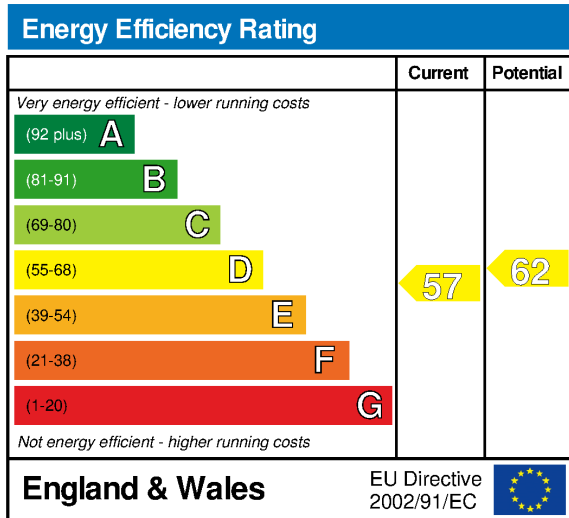 Energy Efficiency Rating
Current Potential
Very energy efficient - lower running costs
(92 plus) A
(81-91) B
(69-80) C
(55-68) D
(39-54) E
(21-38) F
(1-20) G
57
62
Not energy efficient - higher running costs
England & Wales
EU Directive
2002/91/EC